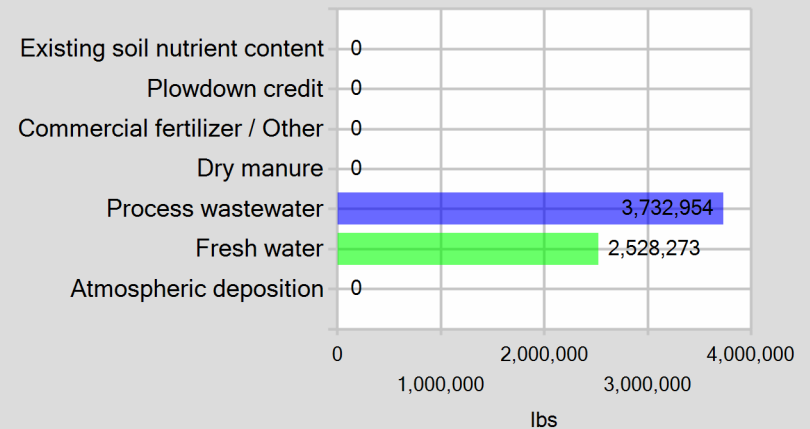 Existing soil nutrient content 0
Plowdown credit 0
Commercial fertilizer / Other 0
Dry manure 0
Process wastewater 3,732,954
Fresh water 2,528,273
Atmospheric deposition 0
0 2,000,000 4,000,000
1,000,000 3,000,000
lbs